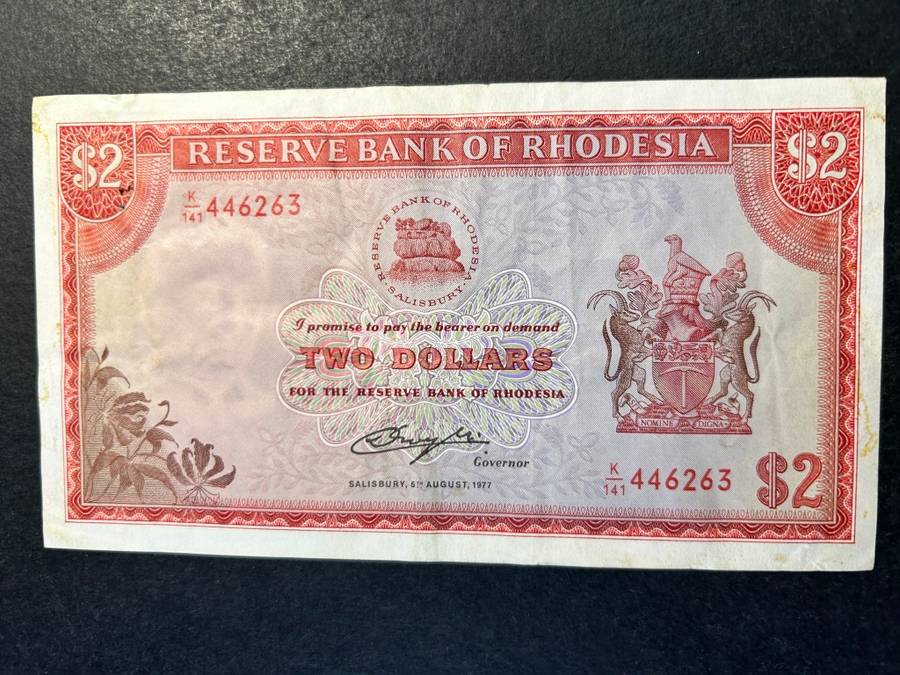 RESERVE BANK OF RHODESIA
$2
$2
K/141 446263
RESERVE BANK OF RHODESIA
· SALISBURY ·
I promise to pay the bearer on demand
TWO DOLLARS
FOR THE RESERVE BANK OF RHODESIA
Governor
SALISBURY, 5TH AUGUST, 1977
SIT NOMINE DIGNA
K/141 446263
$2